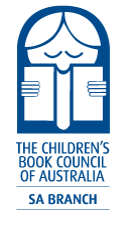 THE CHILDREN'S
BOOK COUNCIL
OF AUSTRALIA
SA BRANCH